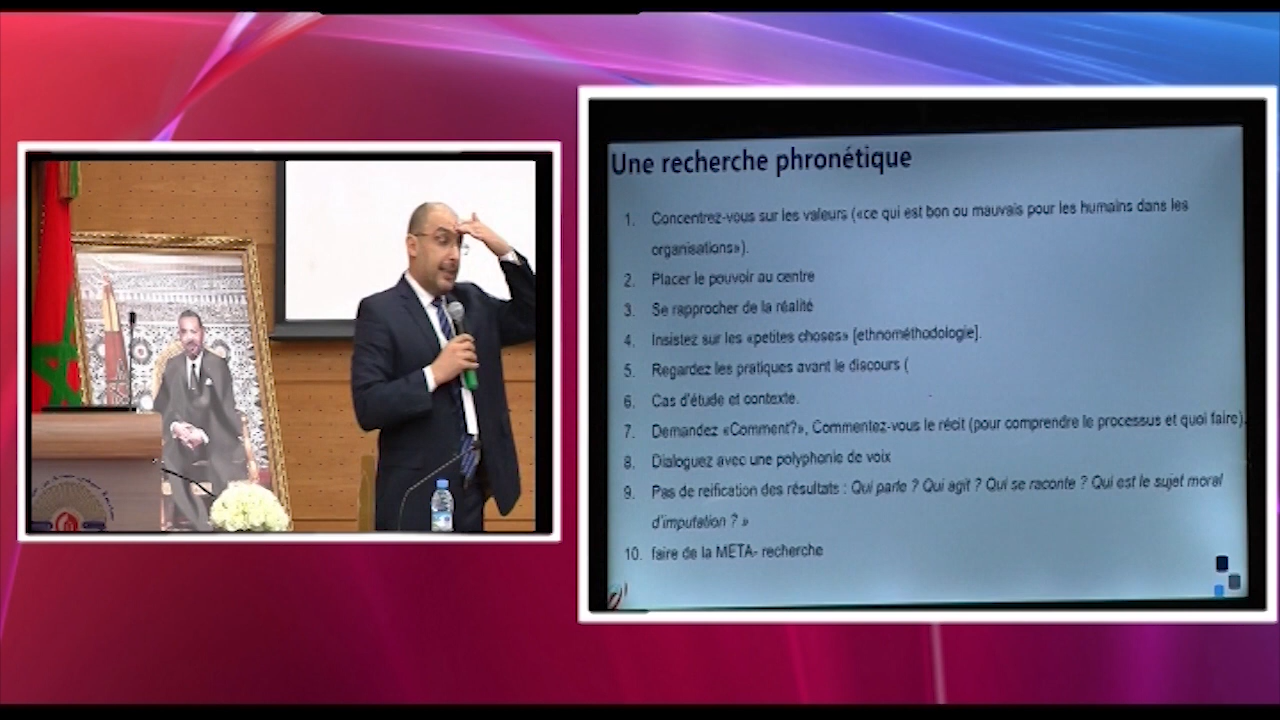 Une recherche phronétique
1. Concentrez-vous sur les valeurs («ce qui est bon ou mauvais pour les humains dans les
organisations»).
2. Placer le pouvoir au centre
3. Se rapprocher de la réalité
4. Insistez sur les «petites choses» [ethnométhodologie].
5. Regardez les pratiques avant le discours (
6. Cas d'étude et contexte.
7. Demandez «Comment?», Commentez-vous le récit (pour comprendre le processus et quoi faire).
8. Dialoguez avec une polyphonie de voix
9. Pas de reification des résultats : Qui parle ? Qui agit ? Qui se raconte ? Qui est le sujet moral
d'imputation ? »
10. faire de la META- recherche